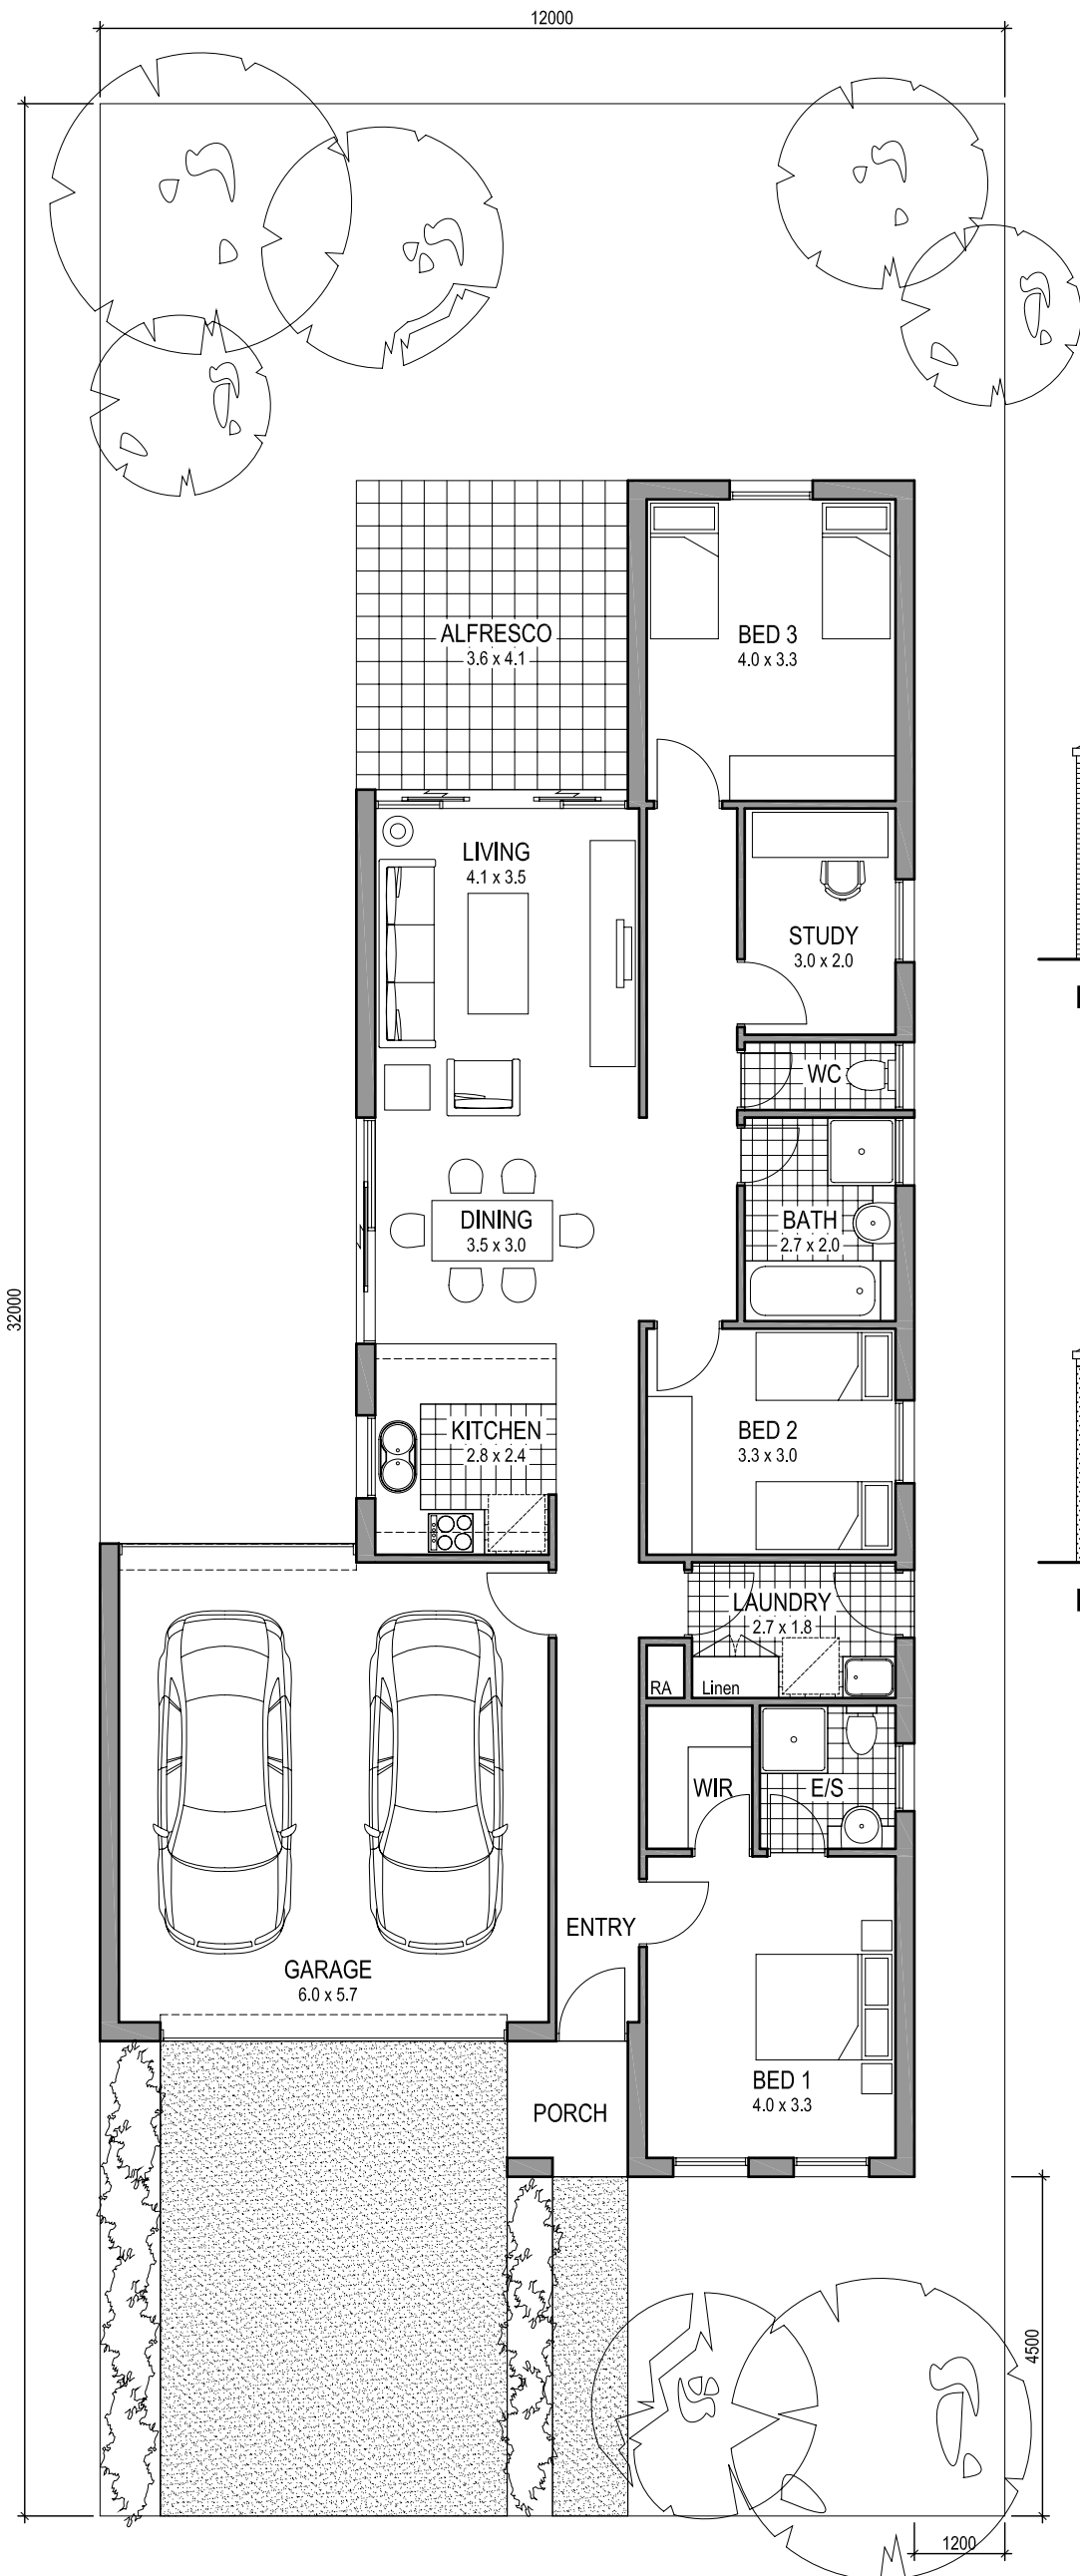 12000
ALFRESCO
3.6 x 4.1
BED 3
4.0 x 3.3
LIVING
4.1 x 3.5
STUDY
3.0 x 2.0
WC
DINING
3.5 x 3.0
BATH
2.7 x 2.0
32000
KITCHEN
2.8 x 2.4
BED 2
3.3 x 3.0
LAUNDRY
2.7 x 1.8
RA
Linen
WIR
E/S
ENTRY
GARAGE
6.0 x 5.7
BED 1
4.0 x 3.3
PORCH
4500
1200